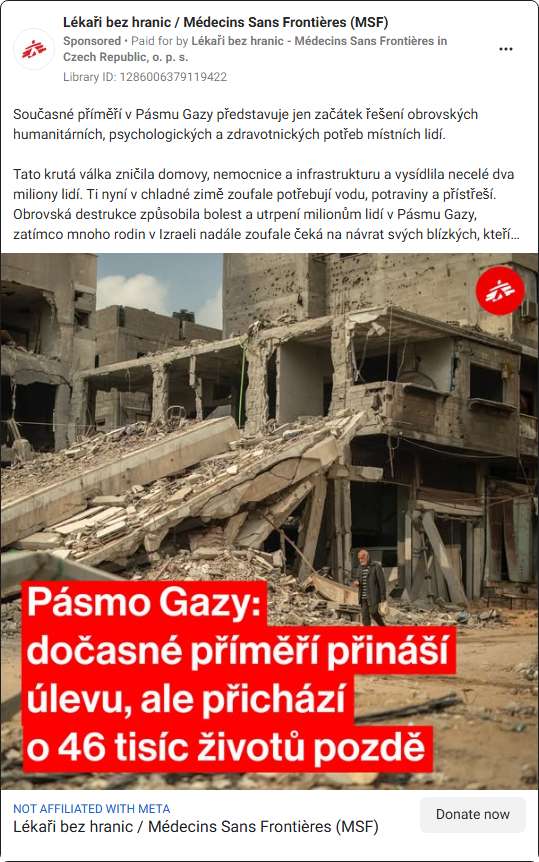 Lékaři bez hranic / Médecins Sans Frontières (MSF)
Sponsored • Paid for by Lékaři bez hranic - Médecins Sans Frontières in
Czech Republic, o. p. s.
Library ID: 1286006379119422
Současné příměří v Pásmu Gazy představuje jen začátek řešení obrovských
humanitárních, psychologických a zdravotnických potřeb místních lidí.
Tato krutá válka zničila domovy, nemocnice a infrastrukturu a vysídlila necelé dva
miliony lidí. Ti nyní v chladné zimě zoufale potřebují vodu, potraviny a přístřeší.
Obrovská destrukce způsobila bolest a utrpení milionům lidí v Pásmu Gazy,
zatímco mnoho rodin v Izraeli nadále zoufale čeká na návrat svých blízkých, kteří...
Pásmo Gazy:
dočasné příměří přináší
úlevu, ale přichází
o 46 tisíc životů pozdě
NOT AFFILIATED WITH META
Lékaři bez hranic / Médecins Sans Frontières (MSF)
Donate now